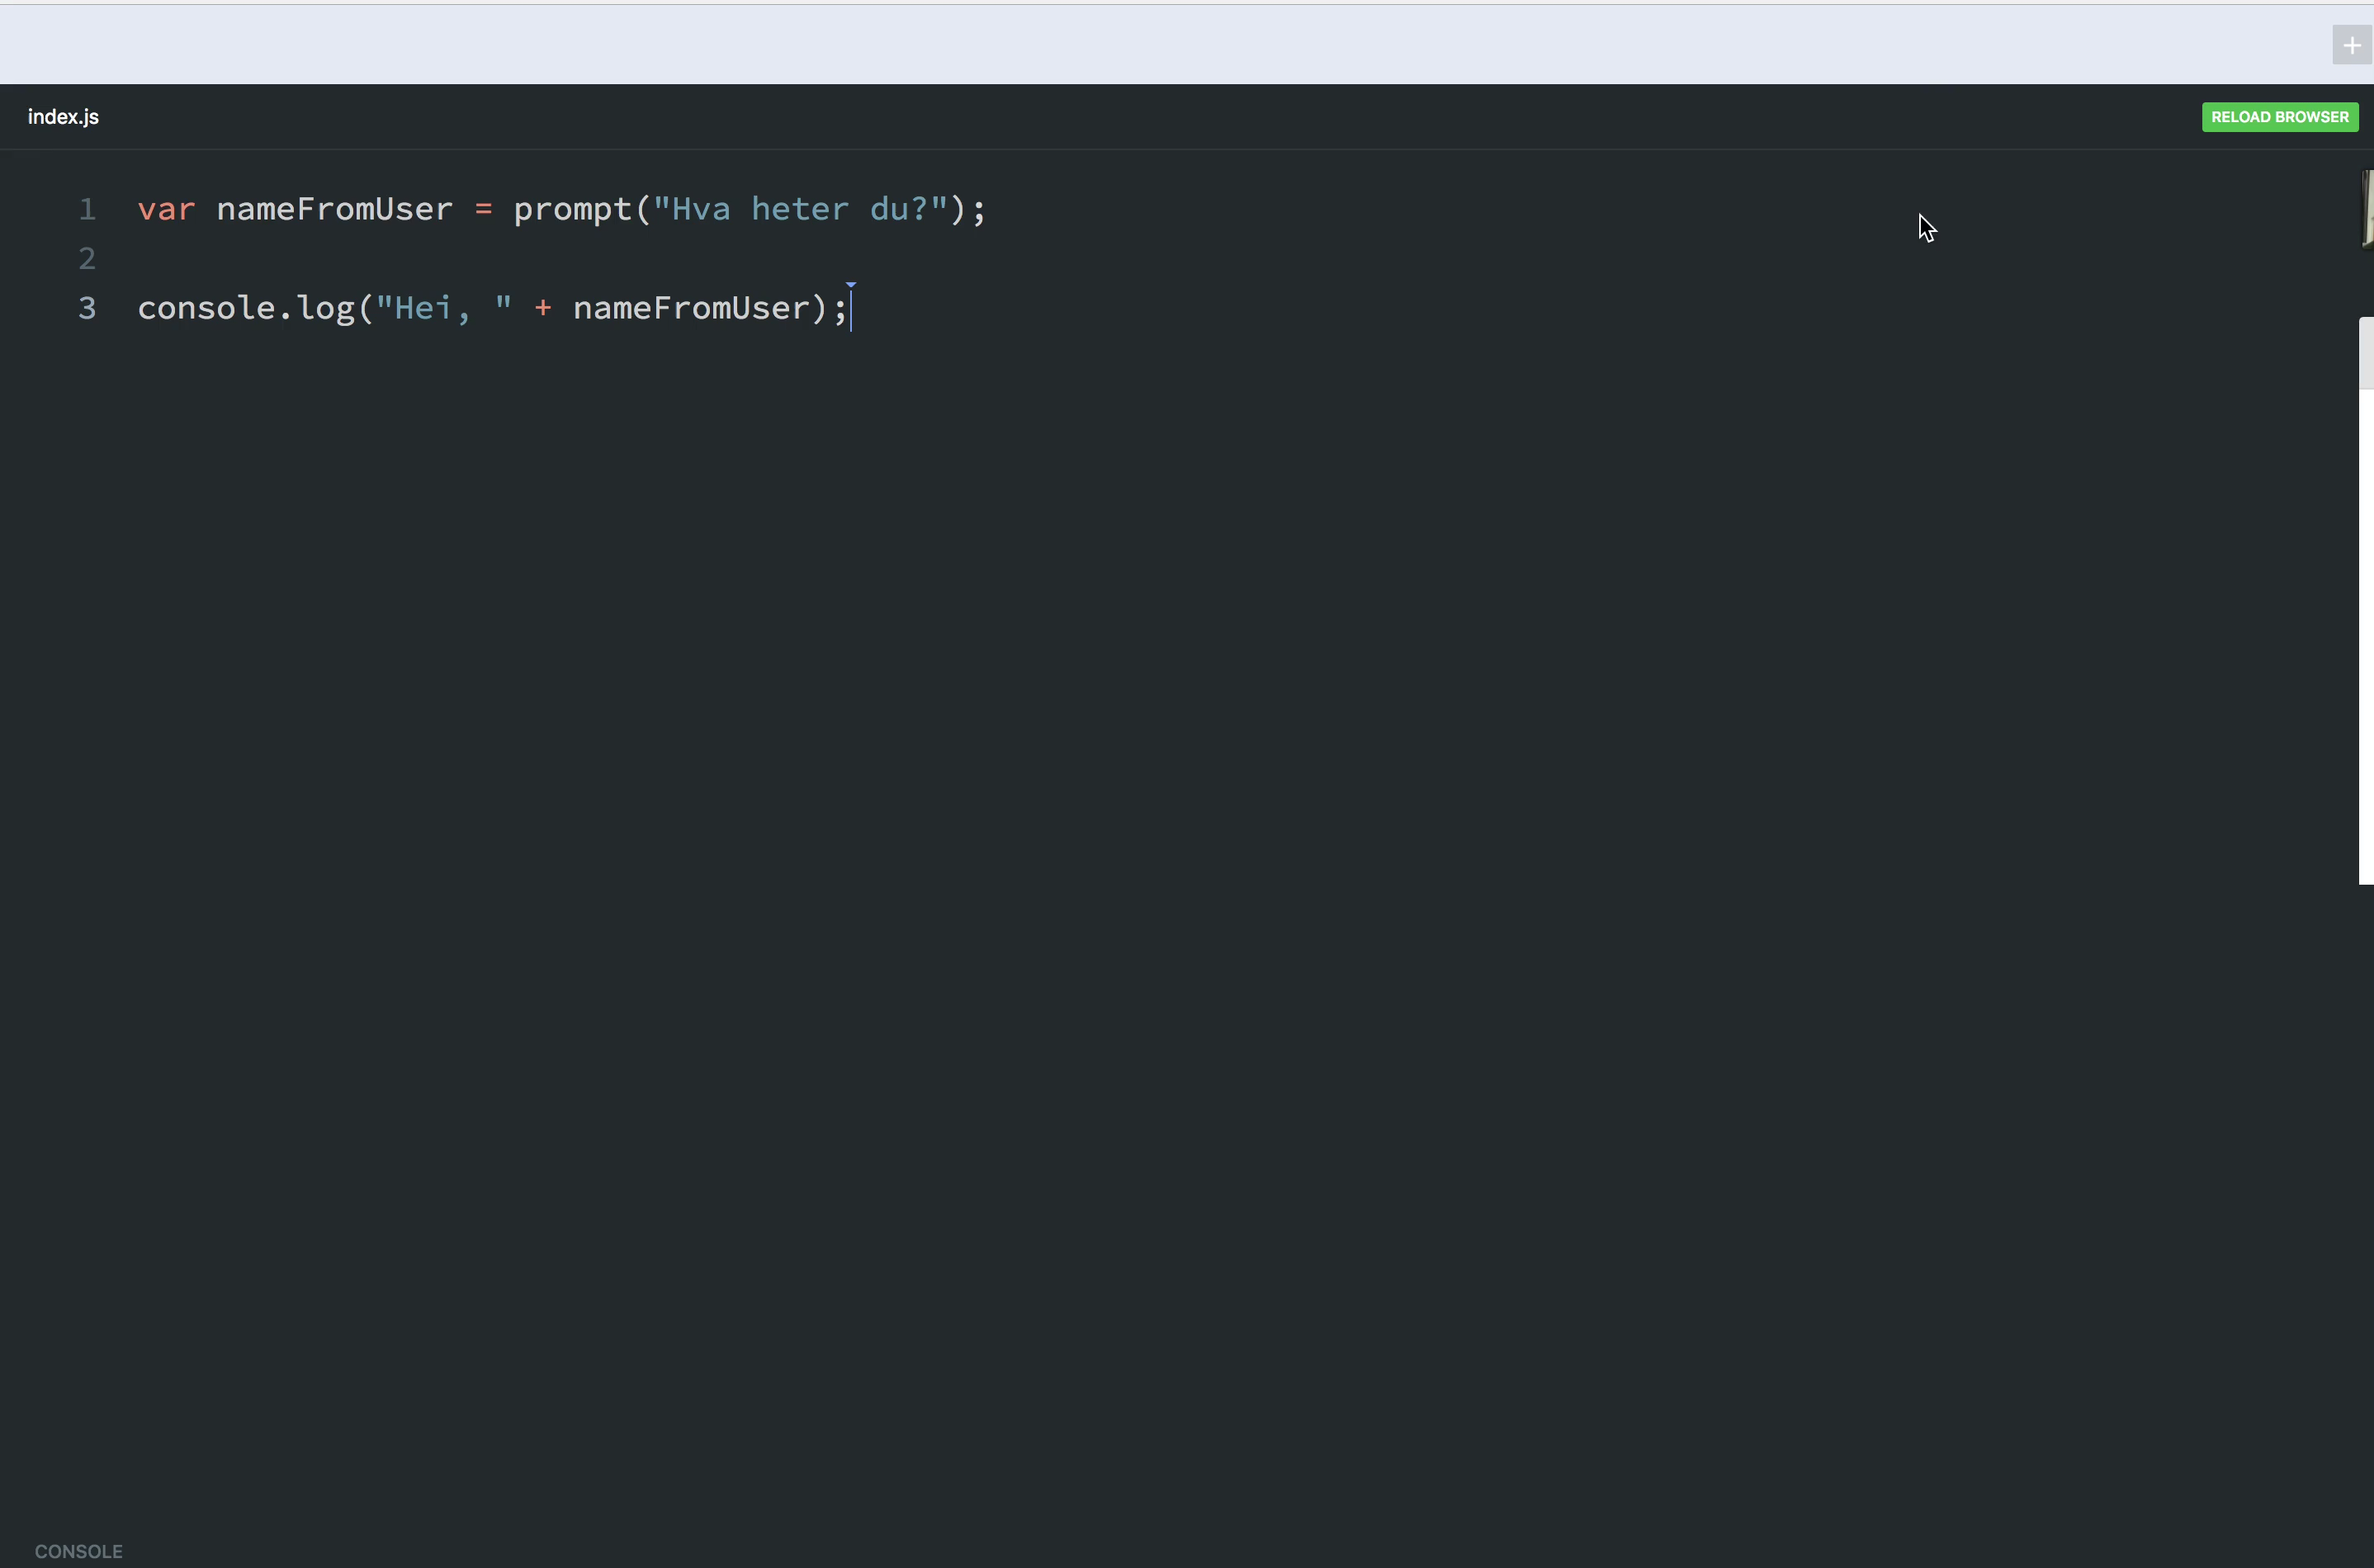 index.js
RELOAD BROWSER
1 var nameFromUser = prompt("Hva heter du?");
2
3 console.log("Hei, " + nameFromUser);
CONSOLE